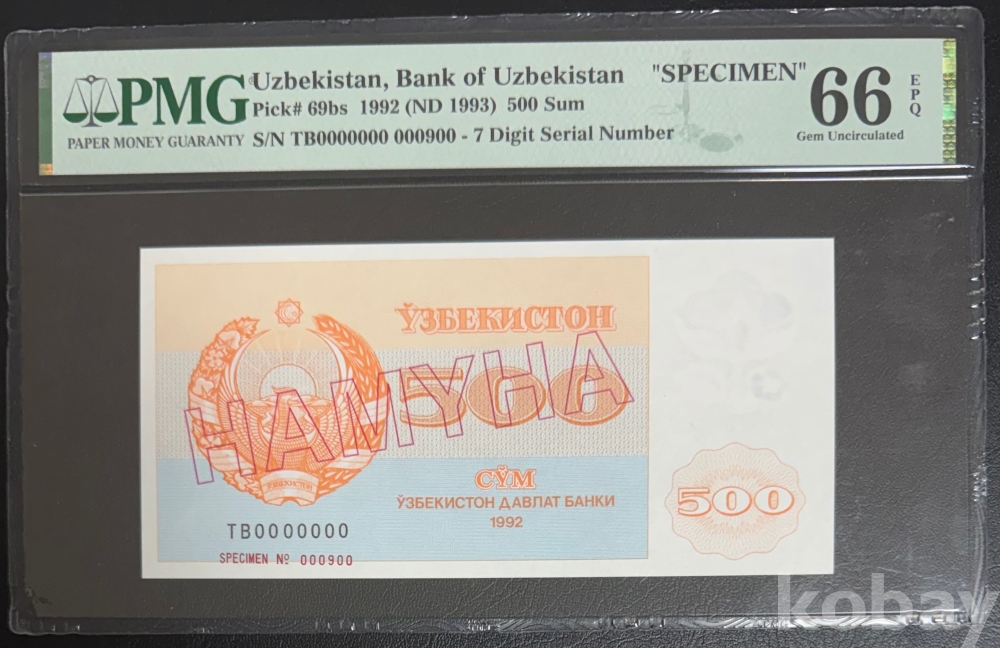 PMG
PAPER MONEY GUARANTY
Uzbekistan, Bank of Uzbekistan "SPECIMEN"
Pick# 69bs 1992 (ND 1993) 500 Sum
S/N TB0000000 000900 - 7 Digit Serial Number
66
EPQ
Gem Uncirculated
ЎЗБЕКИСТОН
500
НАМУНА
СЎМ
ЎЗБЕКИСТОН ДАВЛАТ БАНКИ
1992
ЎЗБЕКИСТОН
TB0000000
SPECIMEN № 000900
500
kobay